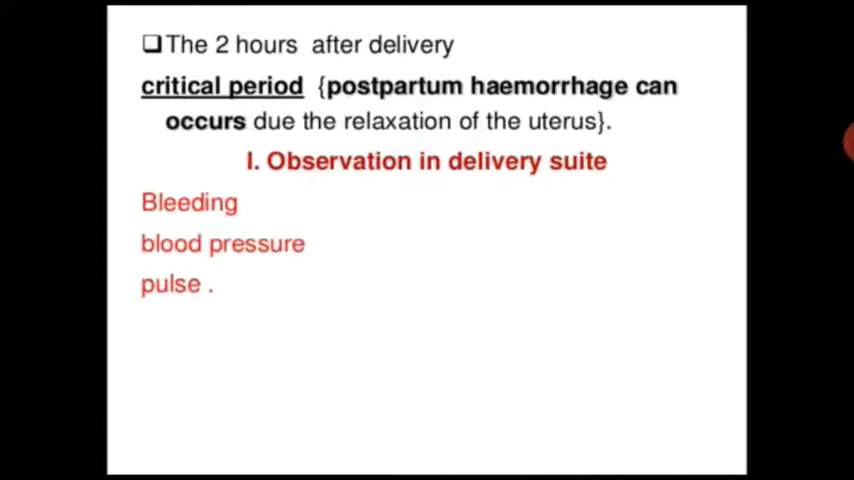 ❑The 2 hours after delivery
critical period {postpartum haemorrhage can
occurs due the relaxation of the uterus}.
I. Observation in delivery suite
Bleeding
blood pressure
pulse .